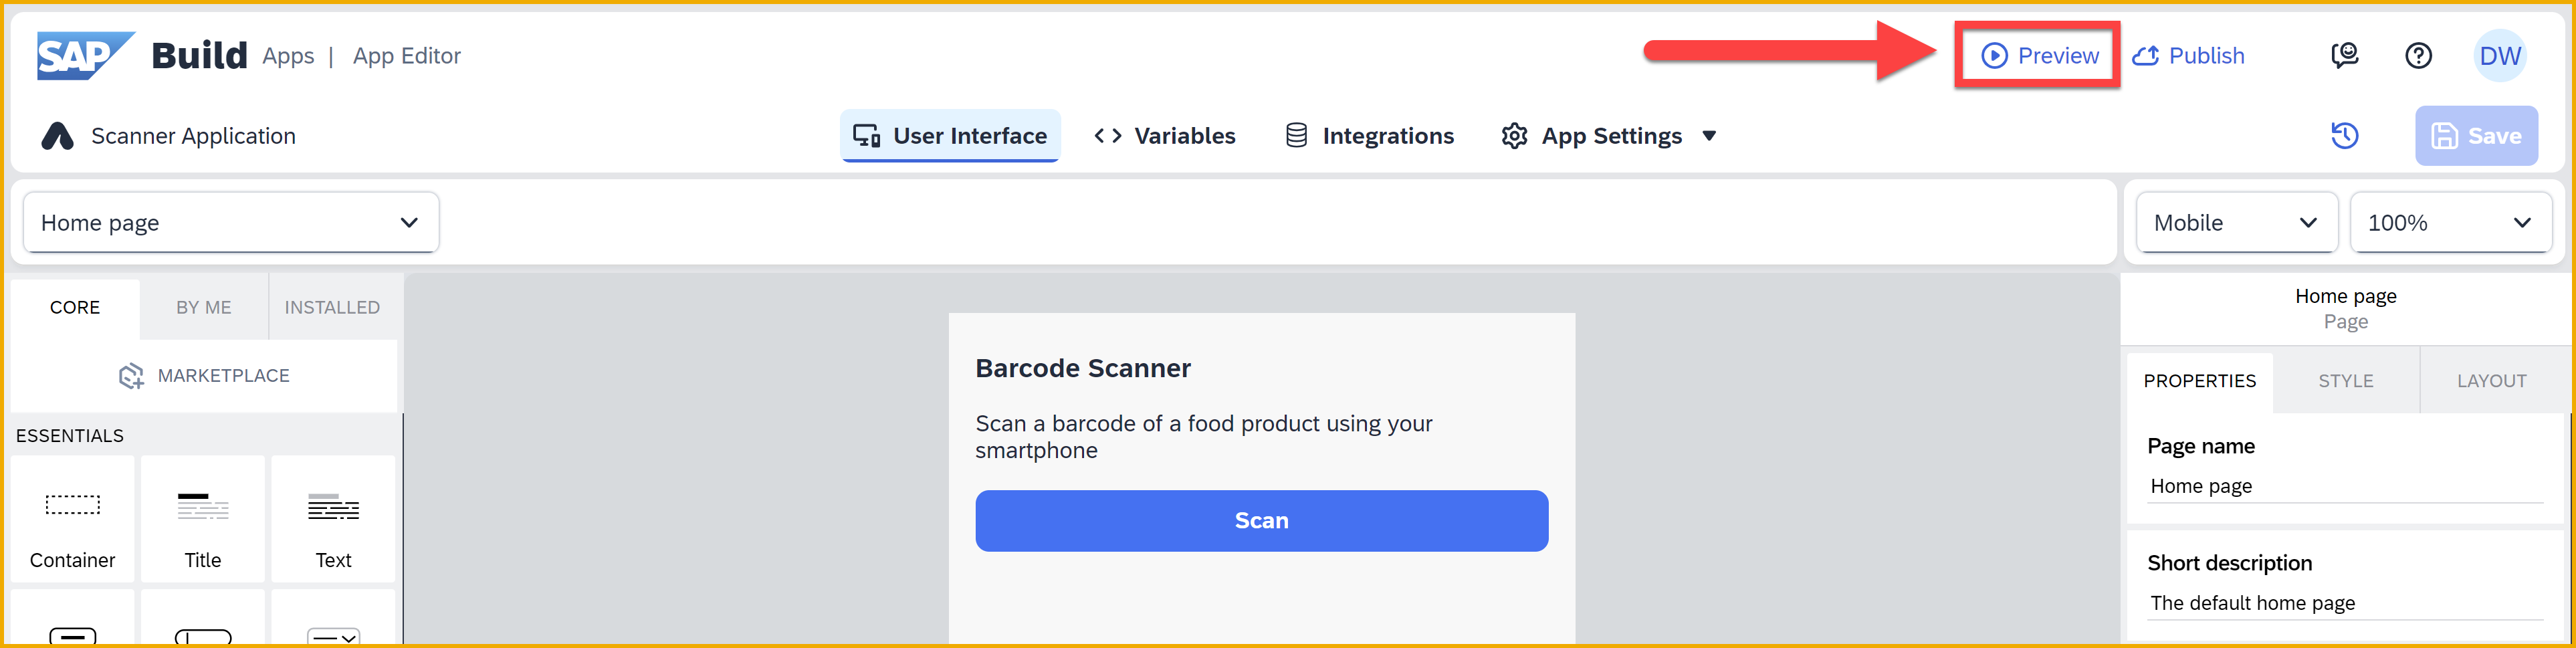 SAP Build Apps | App Editor
Preview
Publish
DW
Scanner Application
User Interface
Variables
Integrations
App Settings
Save
Home page
Mobile
100%
CORE
BY ME
INSTALLED
MARKETPLACE
ESSENTIALS
Container
Title
Text
Barcode Scanner
Scan a barcode of a food product using your
smartphone
Scan
Home page
Page
PROPERTIES
STYLE
LAYOUT
Page name
Home page
Short description
The default home page